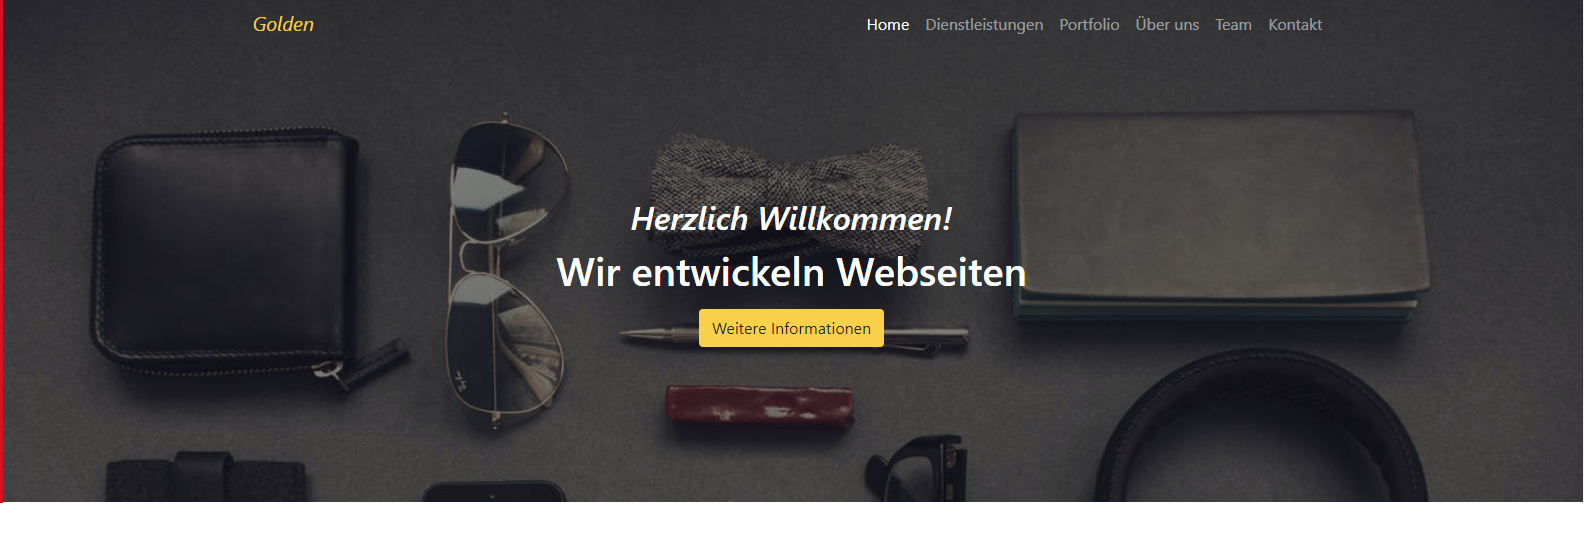 Golden
Home Dienstleistungen Portfolio Über uns Team Kontakt
Herzlich Willkommen!
Wir entwickeln Webseiten
Weitere Informationen